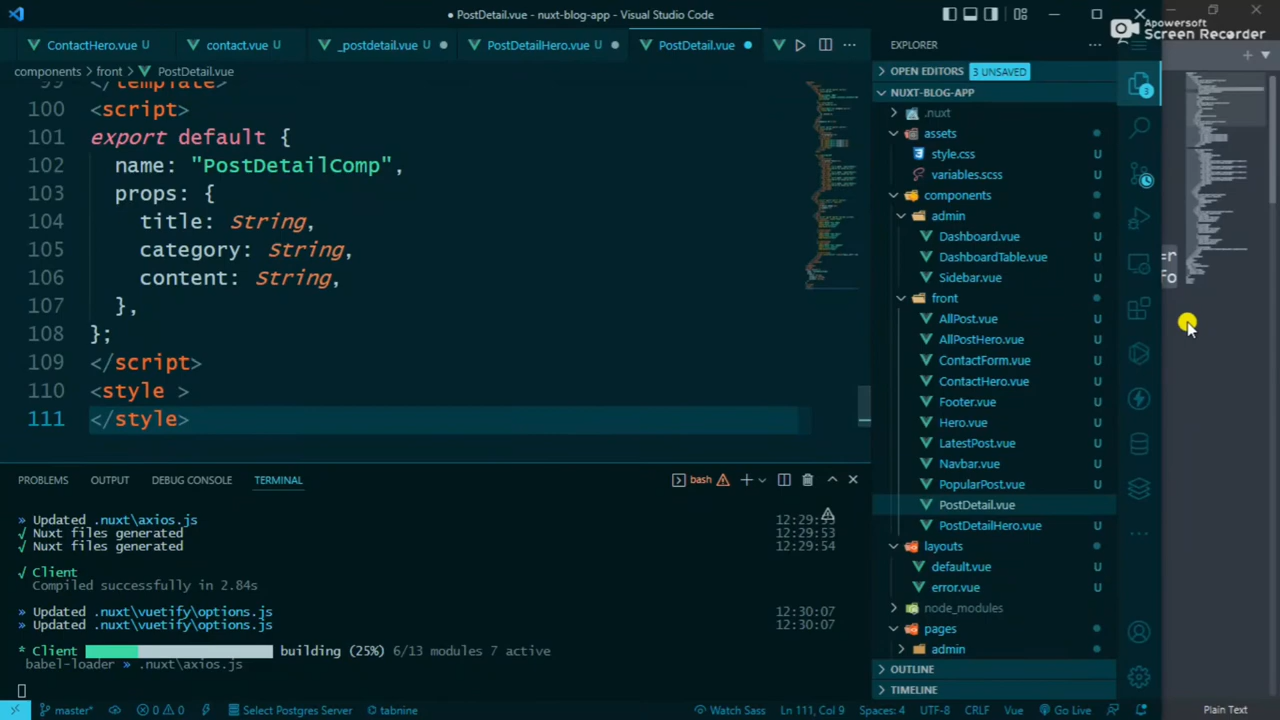 PostDetail.vue - nuxt-blog-app - Visual Studio Code
Apowersoft
Screen Recorder
ContactHero.vue U
contact.vue U
_postdetail.vue
PostDetailHero.vue U
PostDetail.vue
EXPLORER
components > front > PostDetail.vue
99 </template>
100 <script>
101 export default {
102 name: "PostDetailComp",
103 props: {
104 title: String,
105 category: String,
106 content: String,
107 },
108 };
109 </script>
110 <style >
111 </style>
OPEN EDITORS 3 UNSAVED
NUXT-BLOG-APP
.nuxt
assets
style.css U
variables.scss U
components
admin
Dashboard.vue U
DashboardTable.vue U
Sidebar.vue U
front
AllPost.vue U
AllPostHero.vue U
ContactForm.vue U
ContactHero.vue U
Footer.vue U
Hero.vue U
LatestPost.vue U
Navbar.vue U
PopularPost.vue U
PostDetail.vue U
PostDetailHero.vue U
layouts
default.vue U
error.vue U
node_modules
pages
admin
OUTLINE
TIMELINE
3
=r
fo
PROBLEMS OUTPUT DEBUG CONSOLE TERMINAL
bash
» Updated .nuxt\axios.js 12:29:53
√ Nuxt files generated 12:29:53
√ Nuxt files generated 12:29:54
√ Client
Compiled successfully in 2.84s
» Updated .nuxt\vuetify\options.js 12:30:07
» Updated .nuxt\vuetify\options.js 12:30:07
* Client building (25%) 6/13 modules 7 active
babel-loader » .nuxt\axios.js
master* 0 0 Select Postgres Server tabnine Watch Sass Ln 111, Col 9 Spaces: 4 UTF-8 CRLF Vue Go Live Plain Text